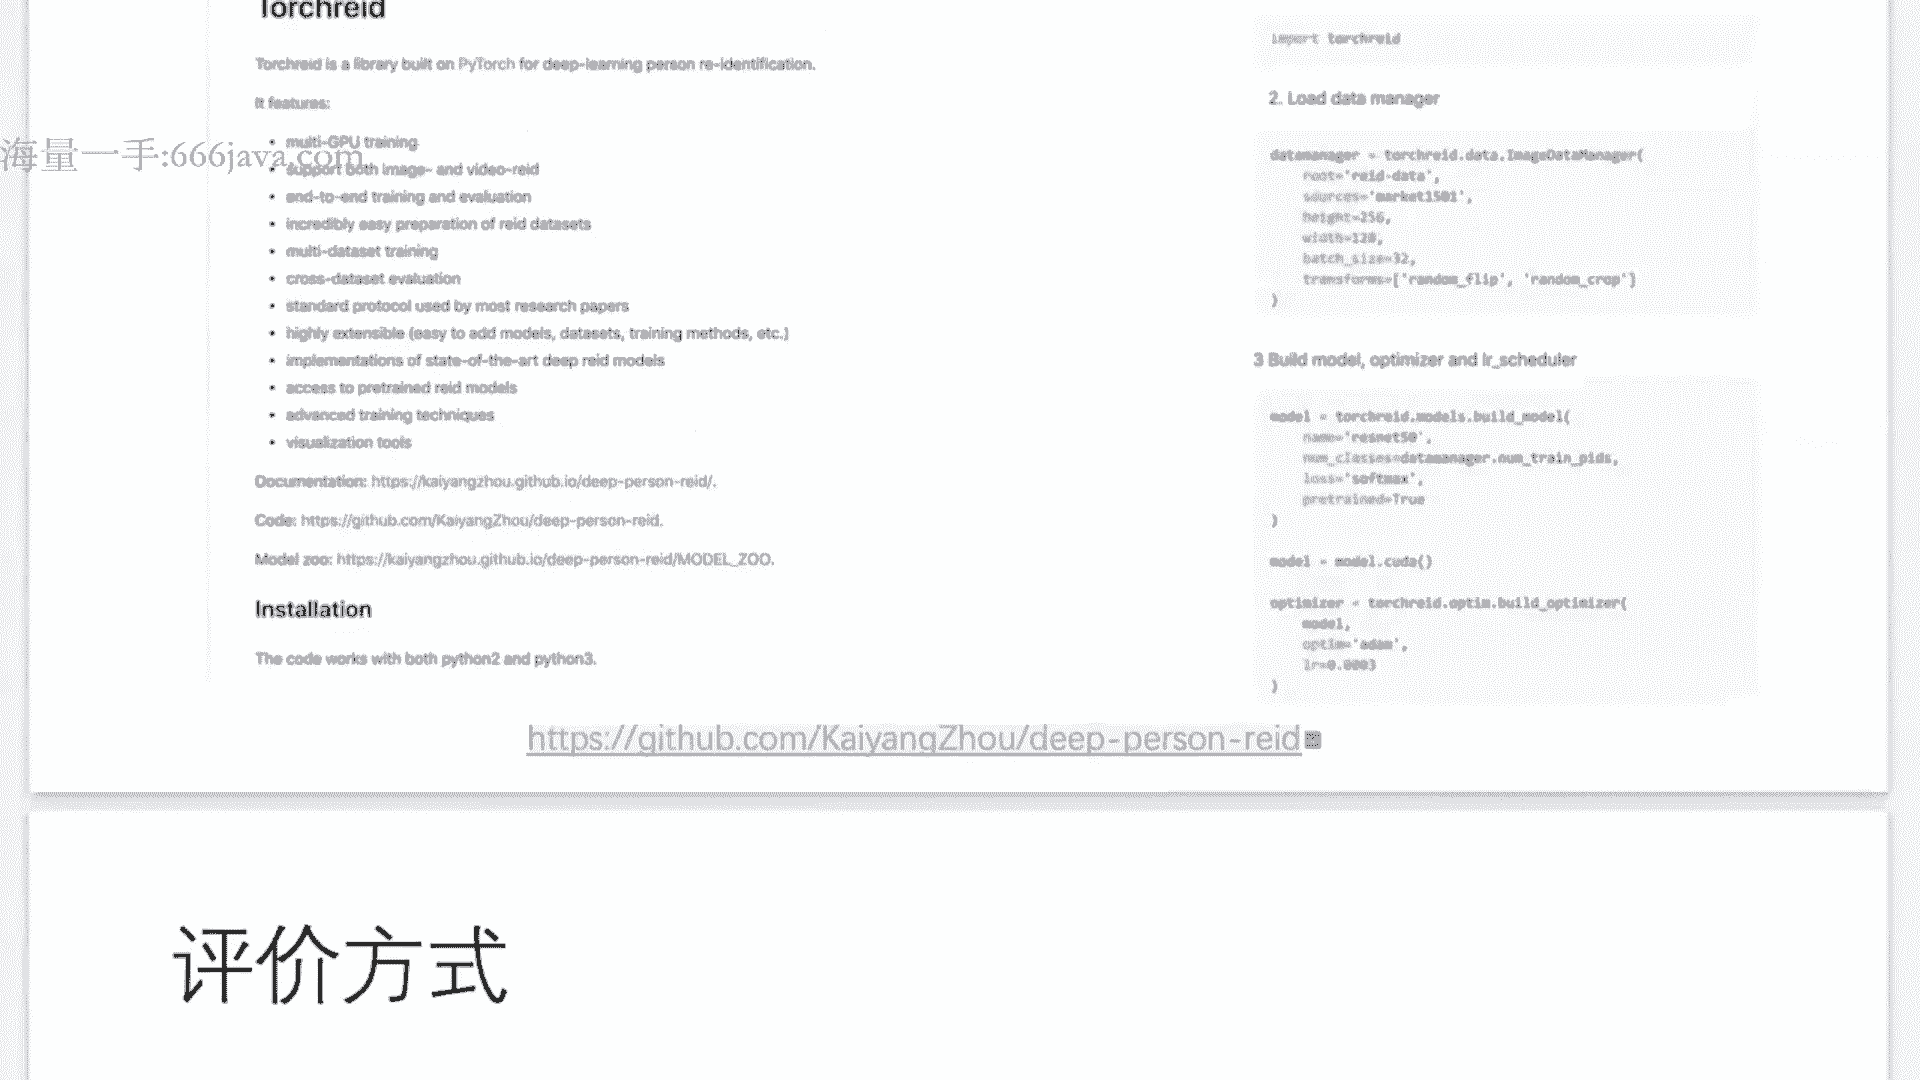 Torchreid
Torchreid is a library built on PyTorch for deep-learning person re-identification.
It features:
海量一手:666java.com
• multi-GPU training
• support both image- and video-reid
• end-to-end training and evaluation
• incredibly easy preparation of reid datasets
• multi-dataset training
• cross-dataset evaluation
• standard protocol used by most research papers
• highly extensible (easy to add models, datasets, training methods, etc.)
• implementations of state-of-the-art deep reid models
• access to pretrained reid models
• advanced training techniques
• visualization tools
Documentation: https://kaiyangzhou.github.io/deep-person-reid/.
Code: https://github.com/KaiyangZhou/deep-person-reid.
Model zoo: https://kaiyangzhou.github.io/deep-person-reid/MODEL_ZOO.
Installation
The code works with both python2 and python3.
import torchreid
2. Load data manager
datamanager = torchreid.data.ImageDataManager(
root='reid-data',
sources='market1501',
height=256,
width=128,
batch_size=32,
transforms=['random_flip', 'random_crop']
)
3 Build model, optimizer and lr_scheduler
model = torchreid.models.build_model(
name='resnet50',
num_classes=datamanager.num_train_pids,
loss='softmax',
pretrained=True
)
model = model.cuda()
optimizer = torchreid.optim.build_optimizer(
model,
optim='adam',
lr=0.0003
)
https://github.com/KaiyangZhou/deep-person-reid
评价方式